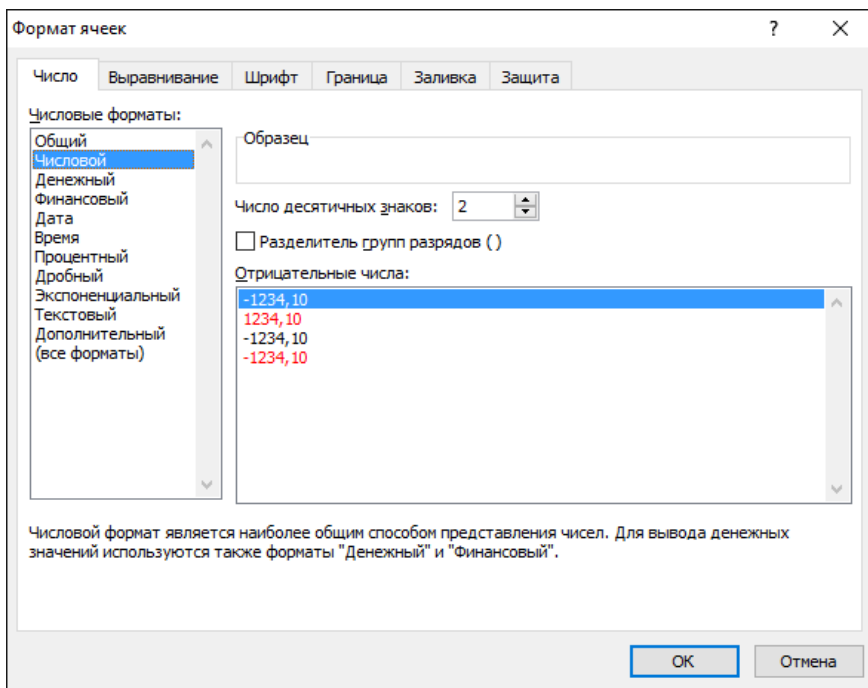 Формат ячеек
Число Выравнивание Шрифт Граница Заливка Защита
Числовые форматы:
Общий
Числовой
Денежный
Финансовый
Дата
Время
Процентный
Дробный
Экспоненциальный
Текстовый
Дополнительный
(все форматы)
Образец
Число десятичных знаков: 2
Разделитель групп разрядов ( )
Отрицательные числа:
-1234,10
1234,10
-1234,10
-1234,10
Числовой формат является наиболее общим способом представления чисел. Для вывода денежных
значений используются также форматы "Денежный" и "Финансовый".
ОК Отмена